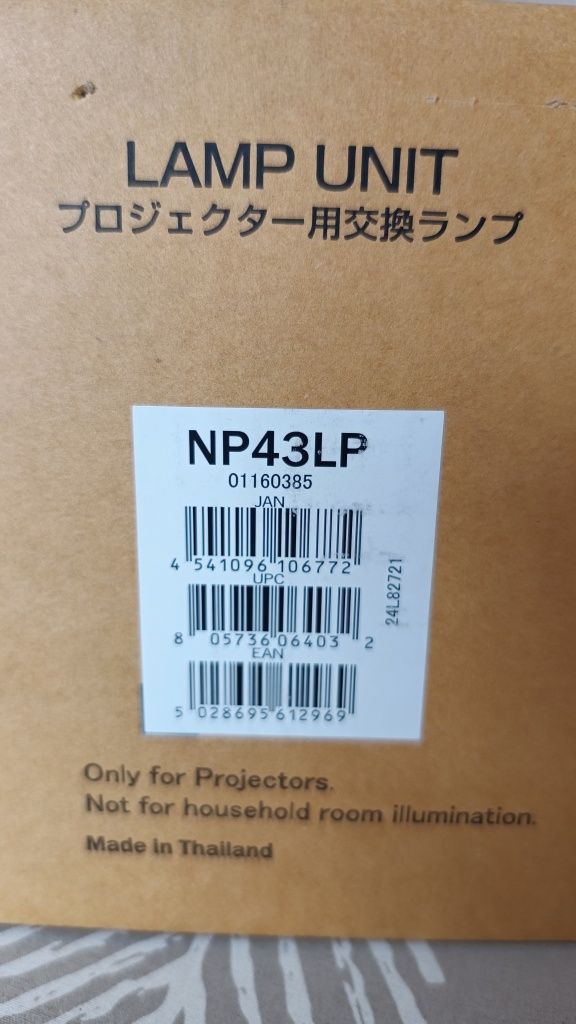 LAMP UNIT
プロジェクター用交換ランプ
NP43LP
01160385
JAN
4 541096 106772
UPC
8 05736 06403 2
EAN
5 028695 612969
24L82721
Only for Projectors.
Not for household room illumination.
Made in Thailand